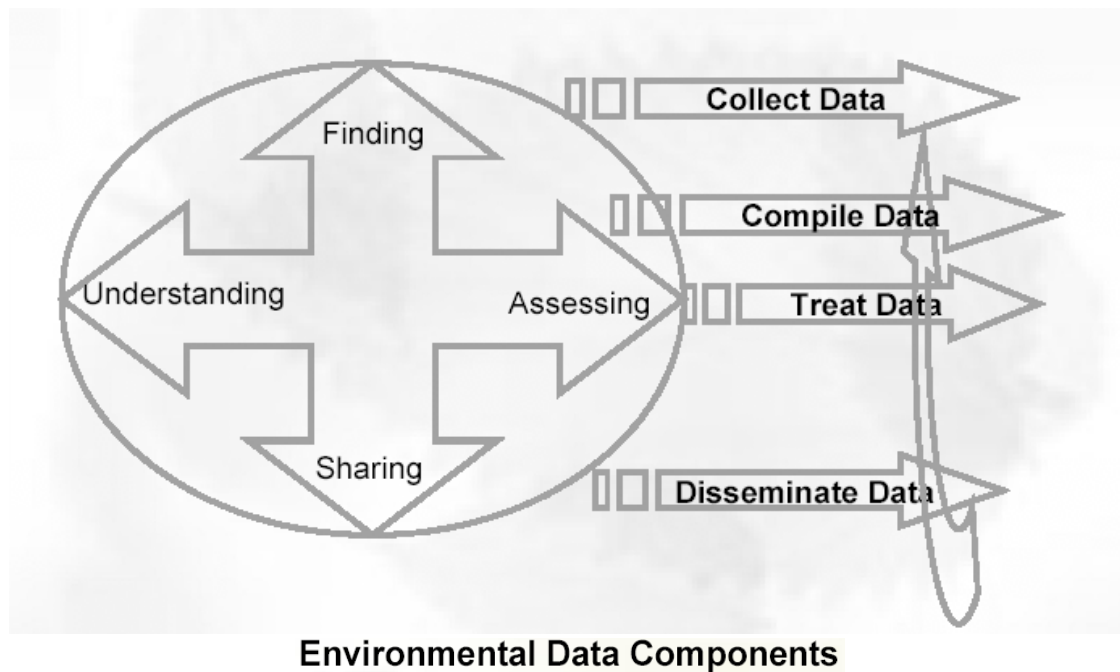 Finding
Collect Data
Compile Data
Understanding
Assessing
Treat Data
Sharing
Disseminate Data
Environmental Data Components